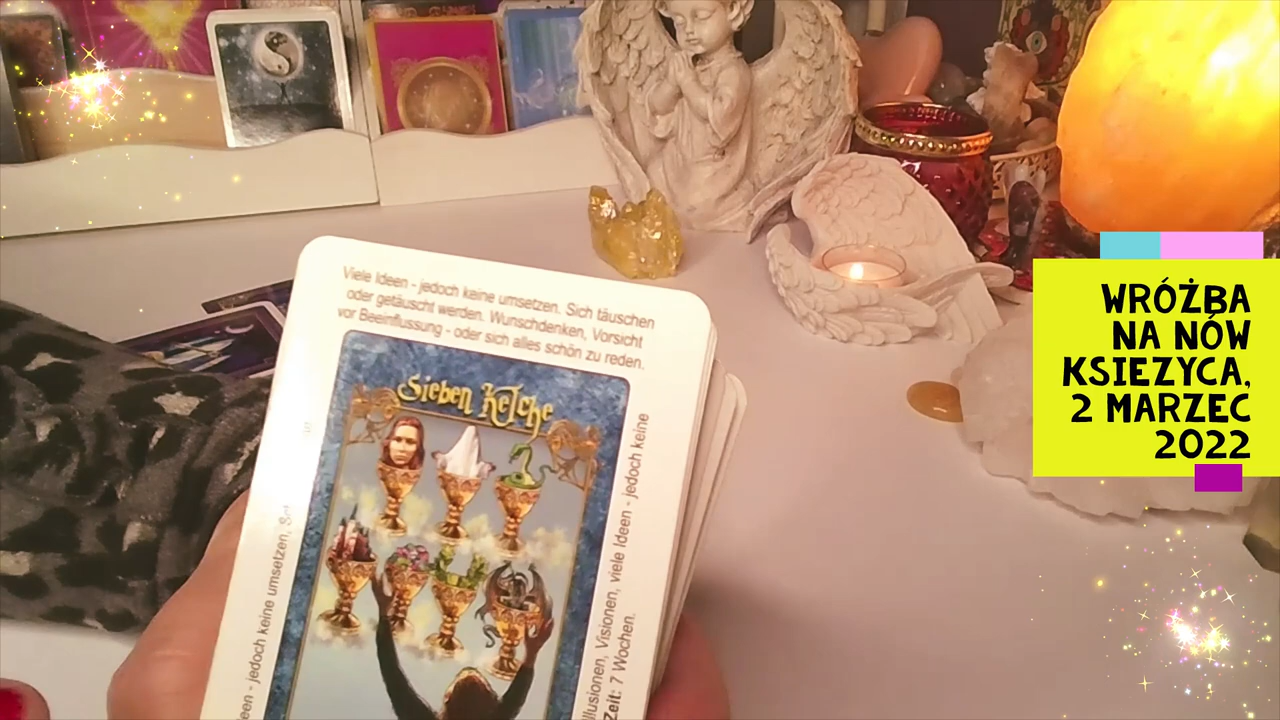 Viele Ideen - jedoch keine umsetzen. Sich täuschen
oder getäuscht werden. Wunschdenken, Vorsicht
vor Beeinflussung - oder sich alles schön zu reden.
Sieben Kelche
een - jedoch keine umsetzen,
Illusionen, Visionen, viele Ideen - jedoch keine
Zeit: 7 Wochen.
WRÓŻBA
NA NÓW
KSIEZYCA,
2 MARZEC
2022